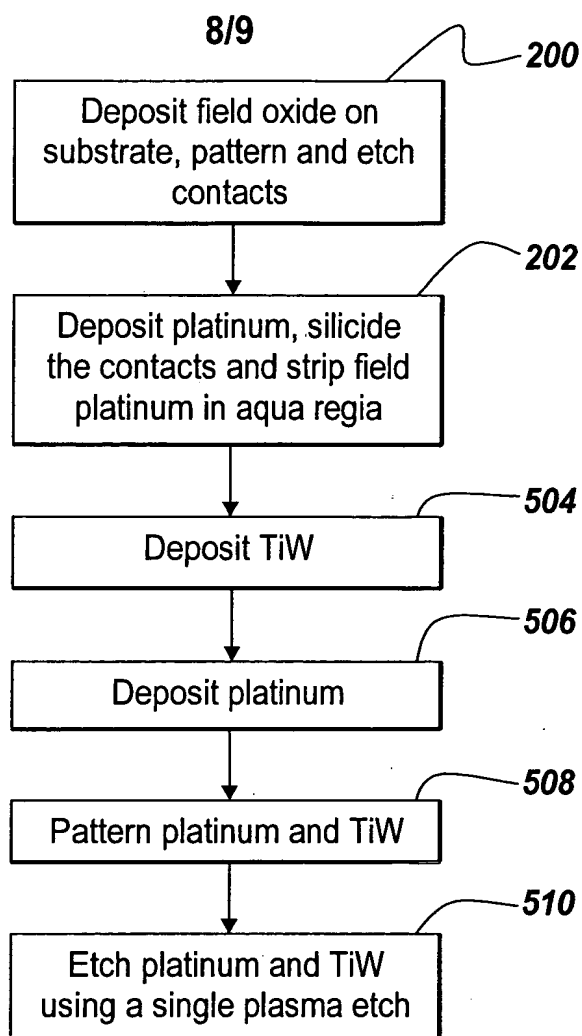 8/9
200
Deposit field oxide on
substrate, pattern and etch
contacts
202
Deposit platinum, silicide
the contacts and strip field
platinum in aqua regia
504
Deposit TiW
506
Deposit platinum
508
Pattern platinum and TiW
510
Etch platinum and TiW
using a single plasma etch